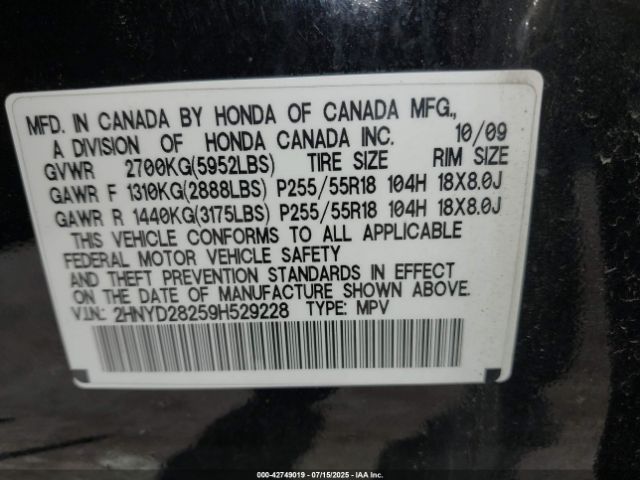 MFD. IN CANADA BY HONDA OF CANADA MFG.,
A DIVISION OF HONDA CANADA INC. 10/09
GVWR 2700KG(5952LBS) TIRE SIZE RIM SIZE
GAWR F 1310KG(2888LBS) P255/55R18 104H 18X8.0J
GAWR R 1440KG(3175LBS) P255/55R18 104H 18X8.0J
THIS VEHICLE CONFORMS TO ALL APPLICABLE
FEDERAL MOTOR VEHICLE SAFETY
AND THEFT PREVENTION STANDARDS IN EFFECT
ON THE DATE OF MANUFACTURE SHOWN ABOVE.
V.I.N.: 2HNYD28259H529228 TYPE: MPV
000-42749019 - 07/15/2025 - IAAI.COM